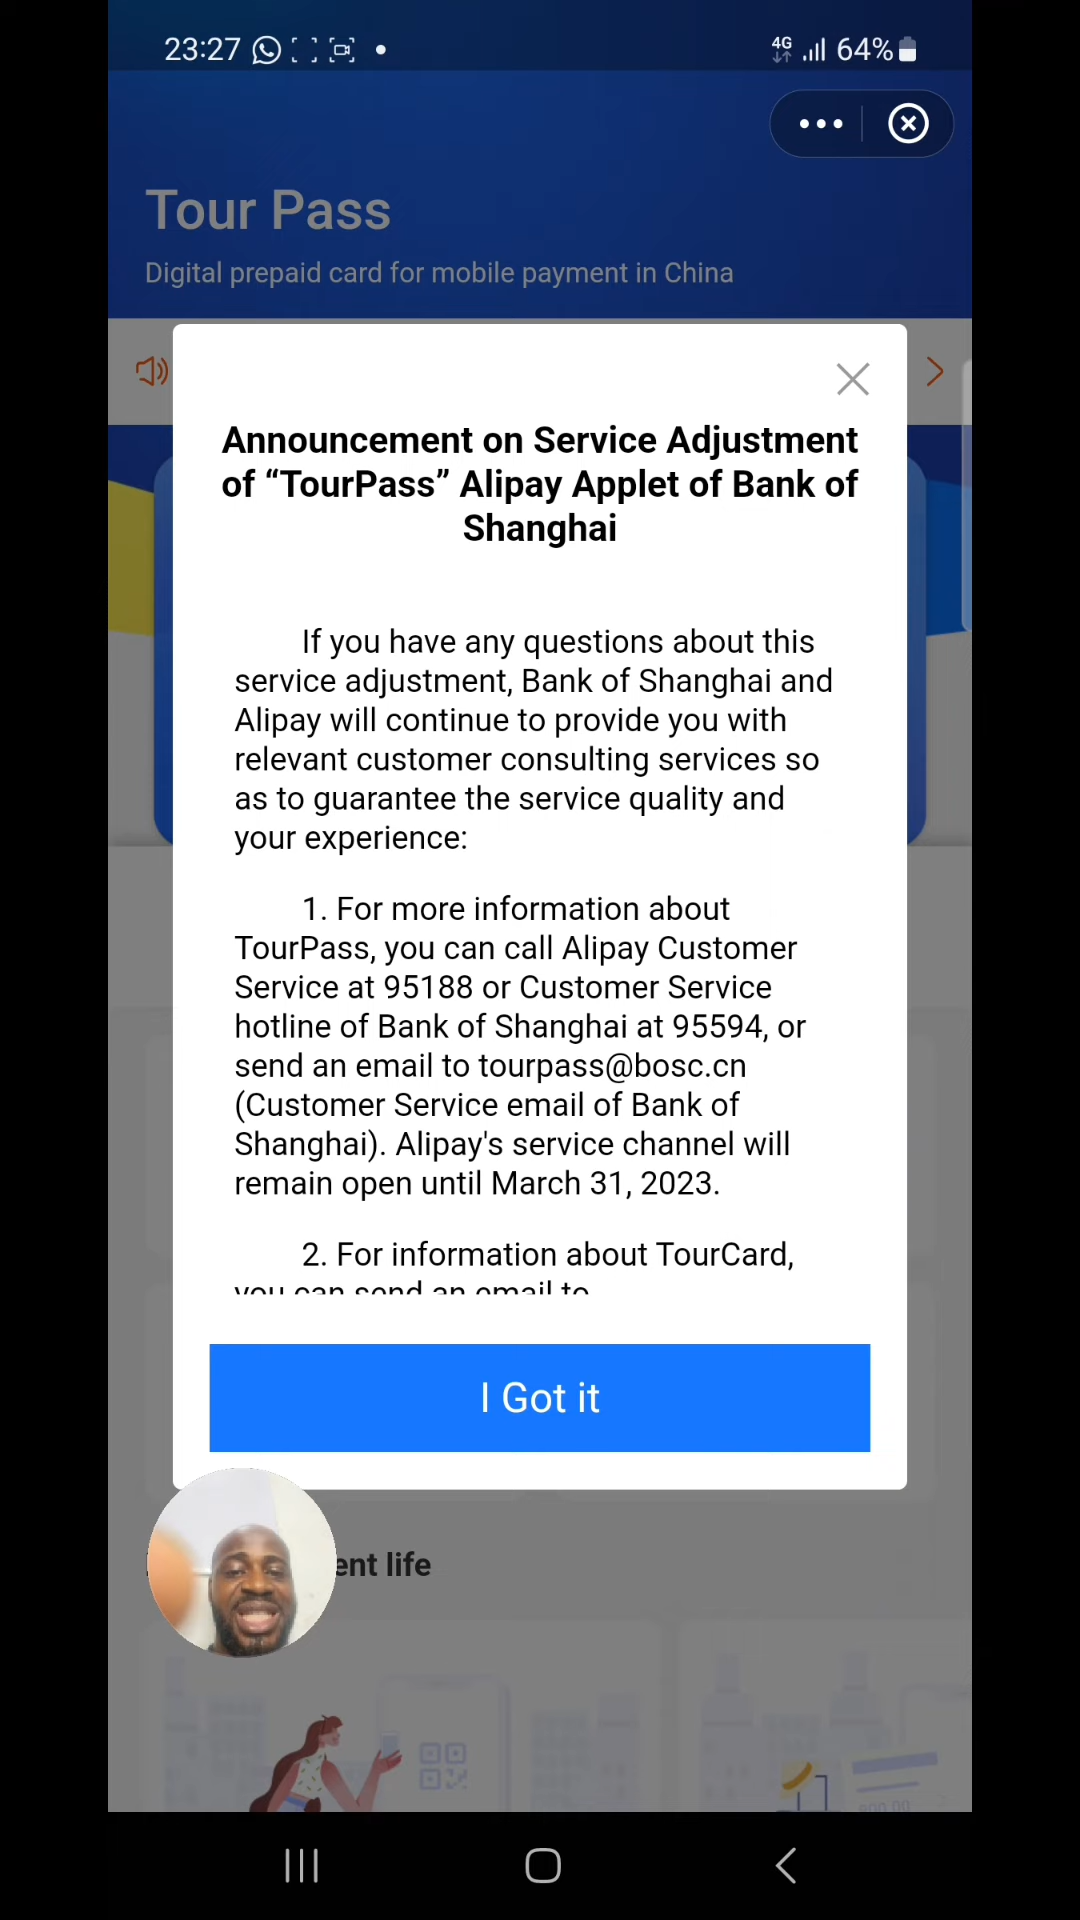 23:27
4G 64%
Tour Pass
Digital prepaid card for mobile payment in China
Announcement on Service Adjustment
of “TourPass” Alipay Applet of Bank of
Shanghai
If you have any questions about this
service adjustment, Bank of Shanghai and
Alipay will continue to provide you with
relevant customer consulting services so
as to guarantee the service quality and
your experience:
1. For more information about
TourPass, you can call Alipay Customer
Service at 95188 or Customer Service
hotline of Bank of Shanghai at 95594, or
send an email to tourpass@bosc.cn
(Customer Service email of Bank of
Shanghai). Alipay's service channel will
remain open until March 31, 2023.
2. For information about TourCard,
you can send an email to
I Got it
ent life